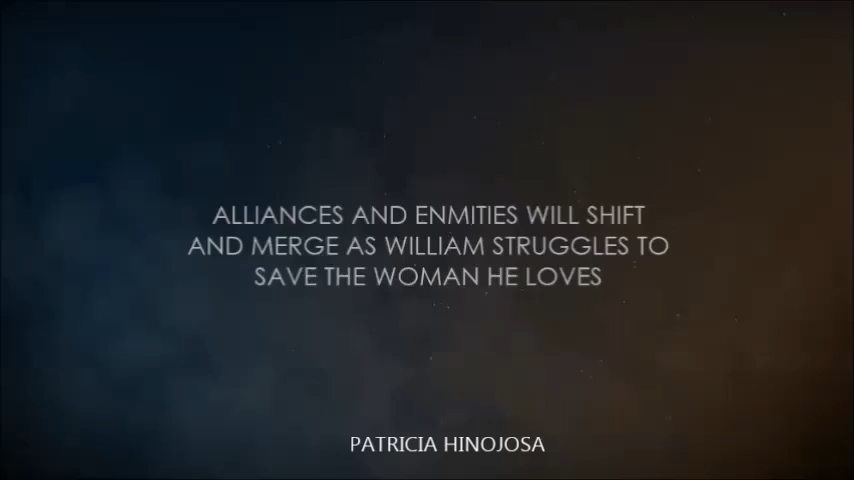 ALLIANCES AND ENMITIES WILL SHIFT
AND MERGE AS WILLIAM STRUGGLES TO
SAVE THE WOMAN HE LOVES
PATRICIA HINOJOSA